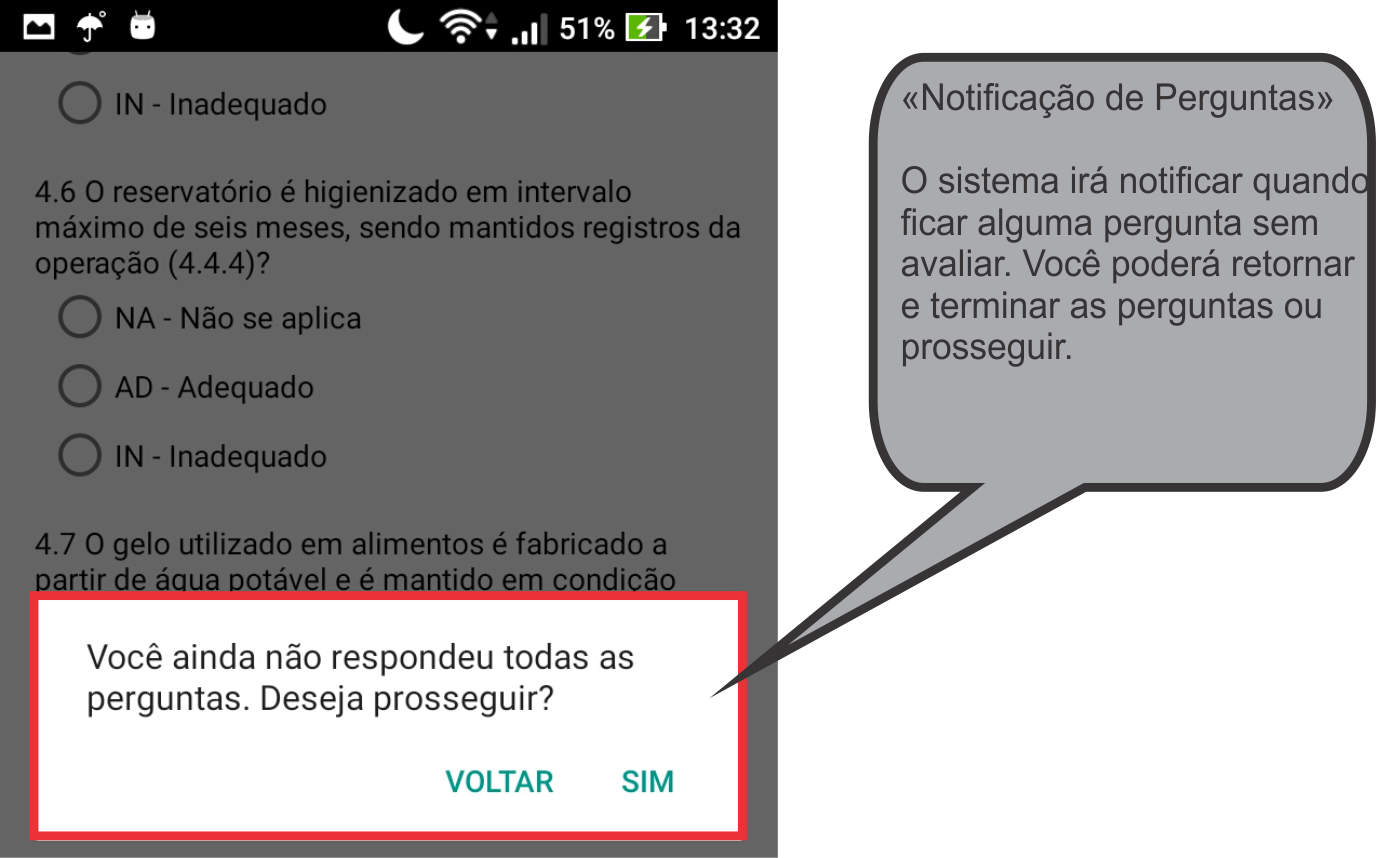 51% 13:32
IN - Inadequado
4.6 O reservatório é higienizado em intervalo
máximo de seis meses, sendo mantidos registros da
operação (4.4.4)?
NA - Não se aplica
AD - Adequado
IN - Inadequado
4.7 O gelo utilizado em alimentos é fabricado a
partir de água potável e é mantido em condição
Você ainda não respondeu todas as
perguntas. Deseja prosseguir?
VOLTAR SIM
«Notificação de Perguntas»
O sistema irá notificar quando
ficar alguma pergunta sem
avaliar. Você poderá retornar
e terminar as perguntas ou
prosseguir.